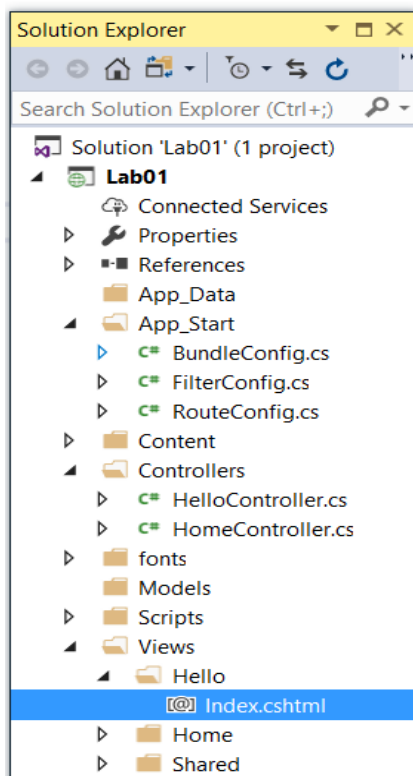 Solution Explorer
Search Solution Explorer (Ctrl+;)
Solution 'Lab01' (1 project)
Lab01
Connected Services
Properties
References
App_Data
App_Start
C# BundleConfig.cs
C# FilterConfig.cs
C# RouteConfig.cs
Content
Controllers
C# HelloController.cs
C# HomeController.cs
fonts
Models
Scripts
Views
Hello
[@] Index.cshtml
Home
Shared